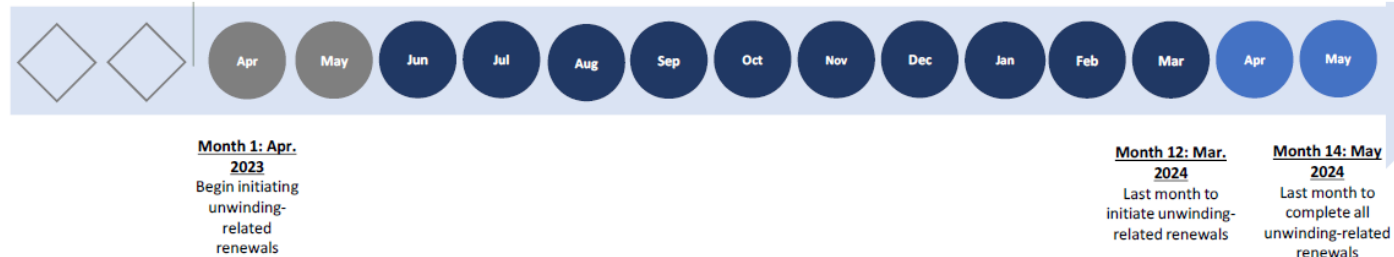 Apr May Jun Jul Aug Sep Oct Nov Dec Jan Feb Mar Apr May
Month 1: Apr.
2023
Begin initiating
unwinding-
related
renewals
Month 12: Mar.
2024
Last month to
initiate unwinding-
related renewals
Month 14: May
2024
Last month to
complete all
unwinding-related
renewals